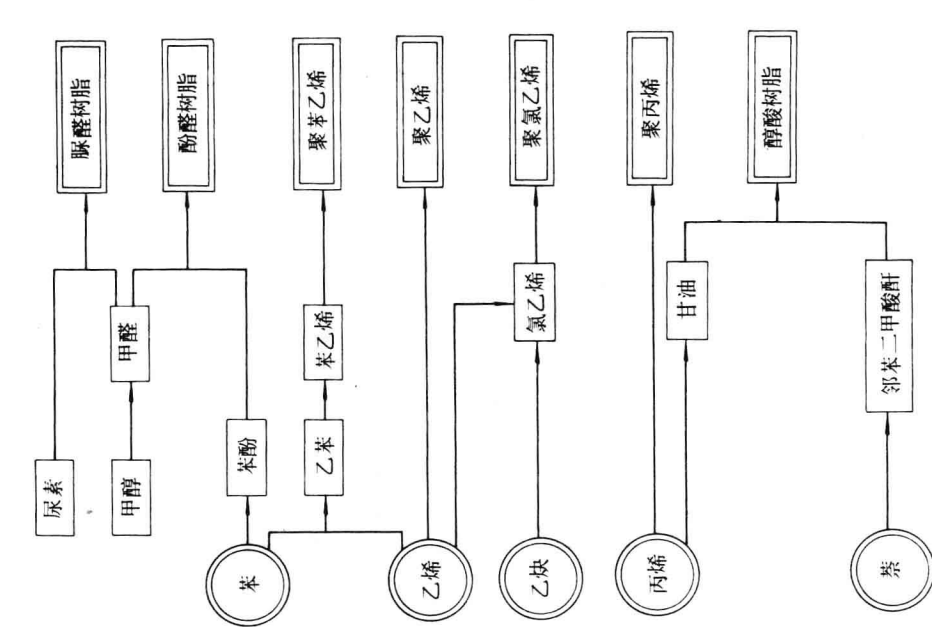 脲醛树脂
酚醛树脂
聚苯乙烯
聚乙烯
聚氯乙烯
聚丙烯
醇酸树脂
甲醛
苯乙烯
氯乙烯
甘油
邻苯二甲酸酐
尿素
甲醇
苯酚
乙苯
苯
乙烯
乙炔
丙烯
萘